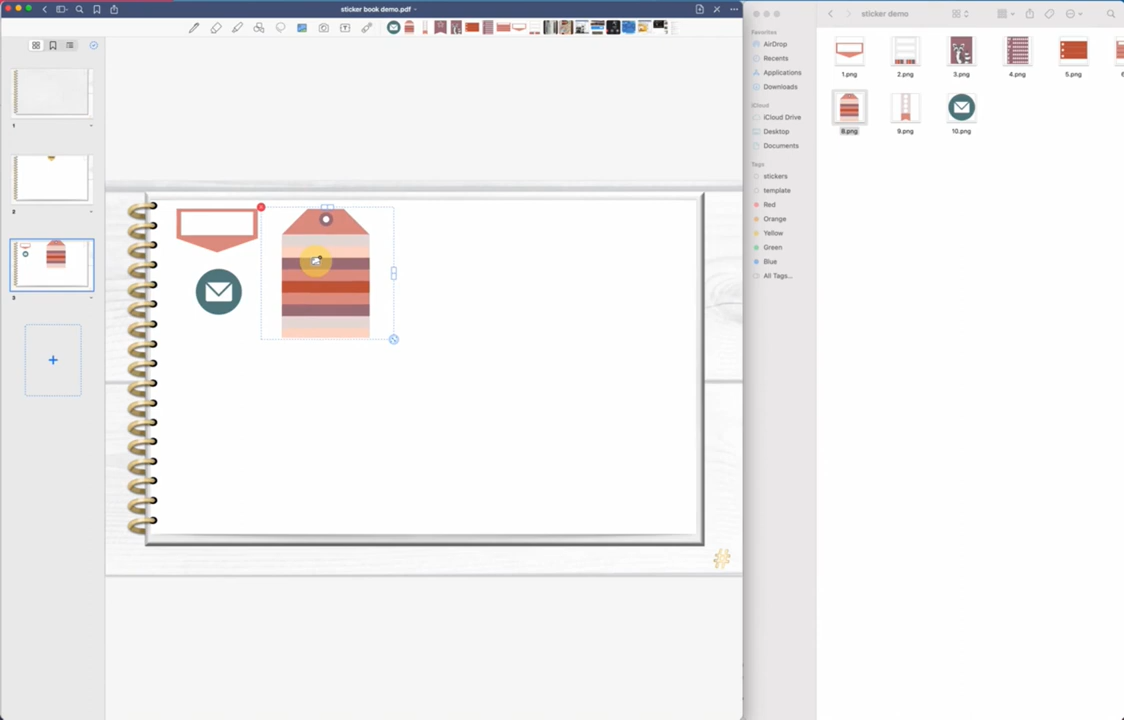 sticker book demo.pdf
1
2
3
+
#
sticker demo
Favorites
AirDrop
Recents
Applications
Downloads
iCloud
iCloud Drive
Desktop
Documents
Tags
stickers
template
Red
Orange
Yellow
Green
Blue
All Tags...
1.png
2.png
3.png
4.png
5.png
6
8.png
9.png
10.png